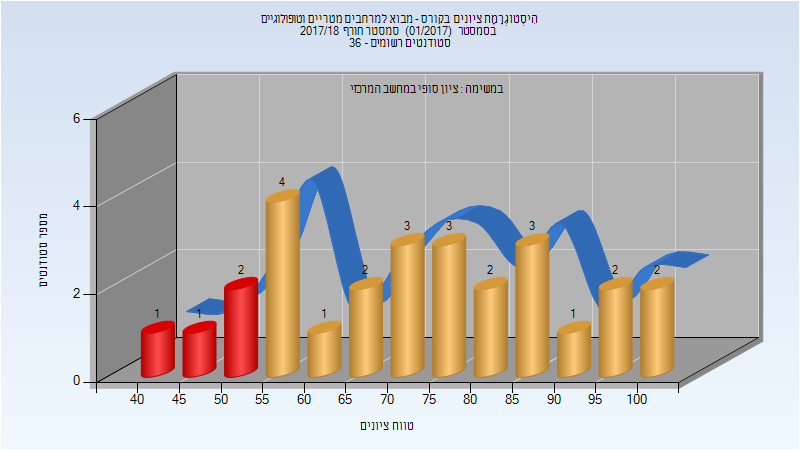 היסטוגרמת ציונים בקורס - מבוא למרחבים מטריים וטופולוגיים
בסמסטר (01/2017) סמסטר חורף 2017/18
סטודנטים רשומים - 36
במשימה : ציון סופי במחשב המרכזי
6
4
2
0
מספר סטודנטים
1
1
2
4
1
2
3
3
2
3
1
2
2
40 45 50 55 60 65 70 75 80 85 90 95 100
טווח ציונים